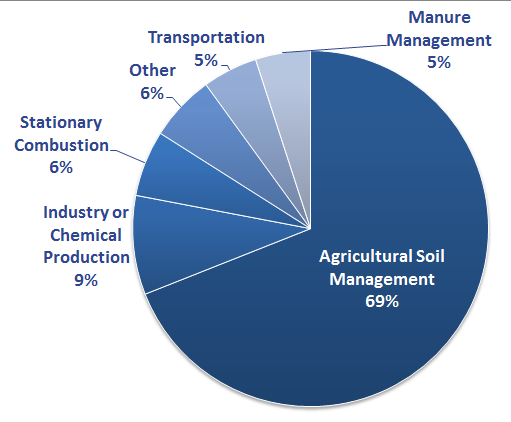 Manure
Management
5%
Transportation
5%
Other
6%
Stationary
Combustion
6%
Industry or
Chemical
Production
9%
Agricultural Soil
Management
69%